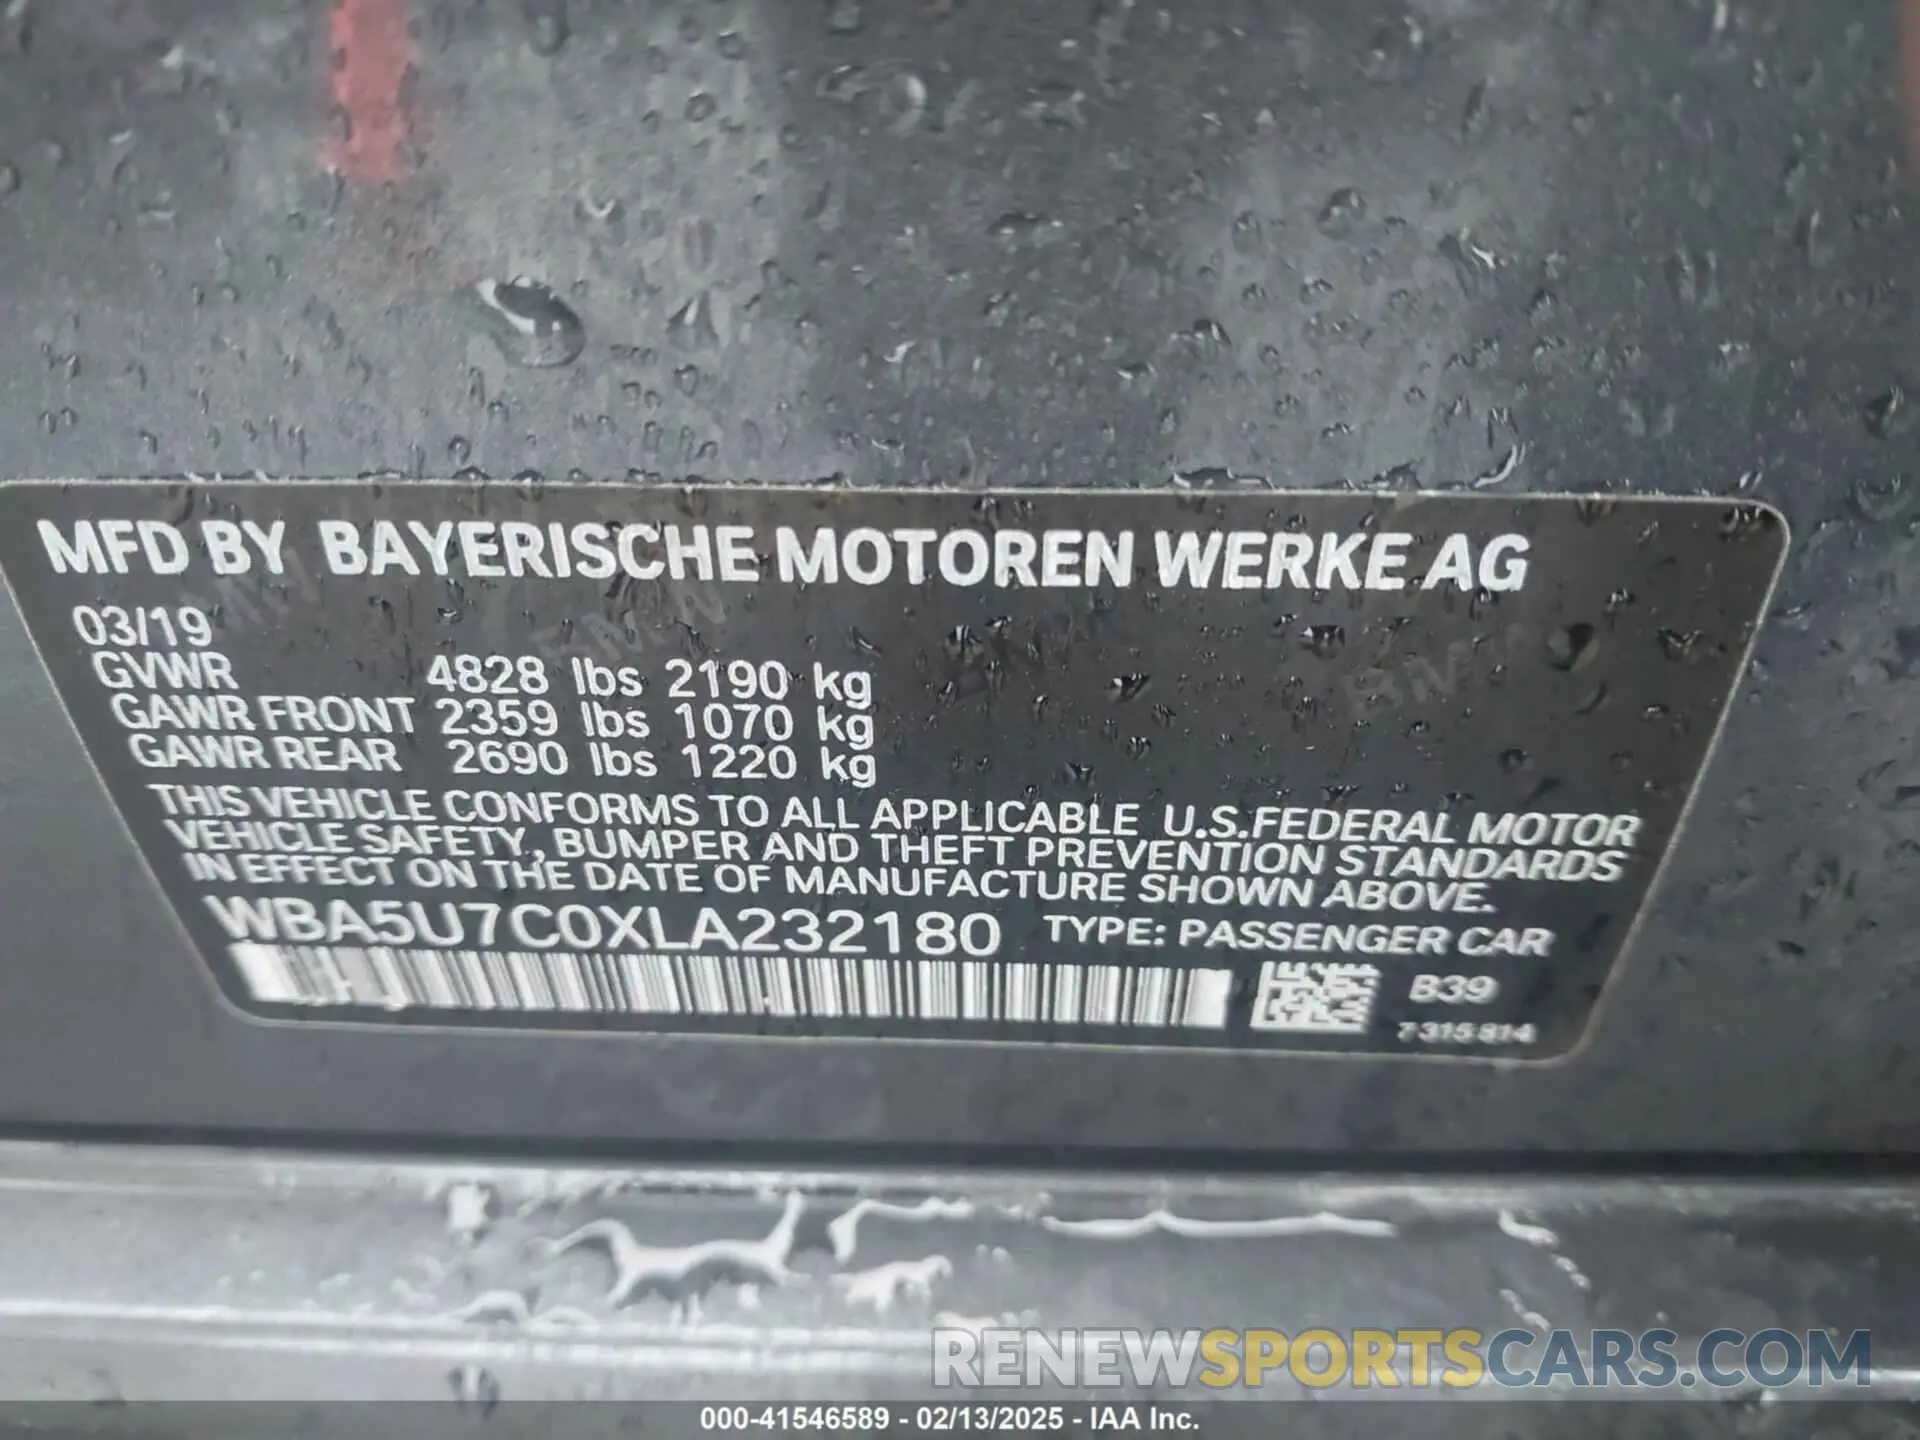 MFD BY BAYERISCHE MOTOREN WERKE AG
03/19
GVWR 4828 lbs 2190 kg
GAWR FRONT 2359 lbs 1070 kg
GAWR REAR 2690 lbs 1220 kg
THIS VEHICLE CONFORMS TO ALL APPLICABLE U.S.FEDERAL MOTOR
VEHICLE SAFETY, BUMPER AND THEFT PREVENTION STANDARDS
IN EFFECT ON THE DATE OF MANUFACTURE SHOWN ABOVE.
WBA5U7C0XLA232180 TYPE: PASSENGER CAR
B39
7 315 814
RENEWSPORTSCARS.COM
000-41546589 - 02/13/2025 - IAA Inc.